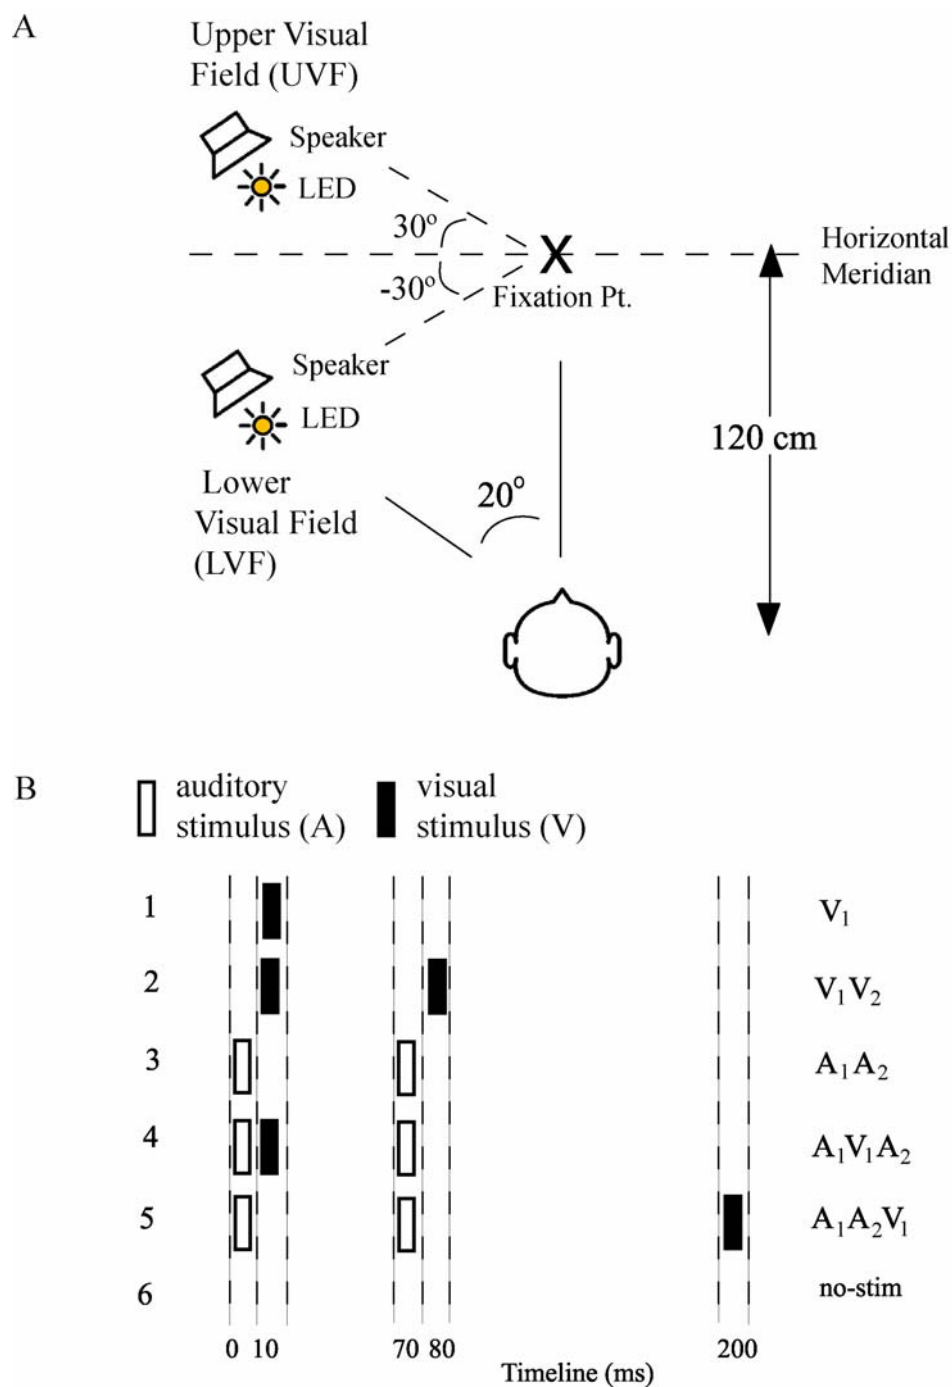 A
Upper Visual
Field (UVF)
Speaker
LED
30°
-30°
X
Fixation Pt.
Horizontal
Meridian
Speaker
LED
120 cm
Lower
Visual Field
(LVF)
20°
B
auditory
stimulus (A)
visual
stimulus (V)
1 V₁
2 V₁V₂
3 A₁A₂
4 A₁V₁A₂
5 A₁A₂V₁
6 no-stim
0 10 70 80 200
Timeline (ms)